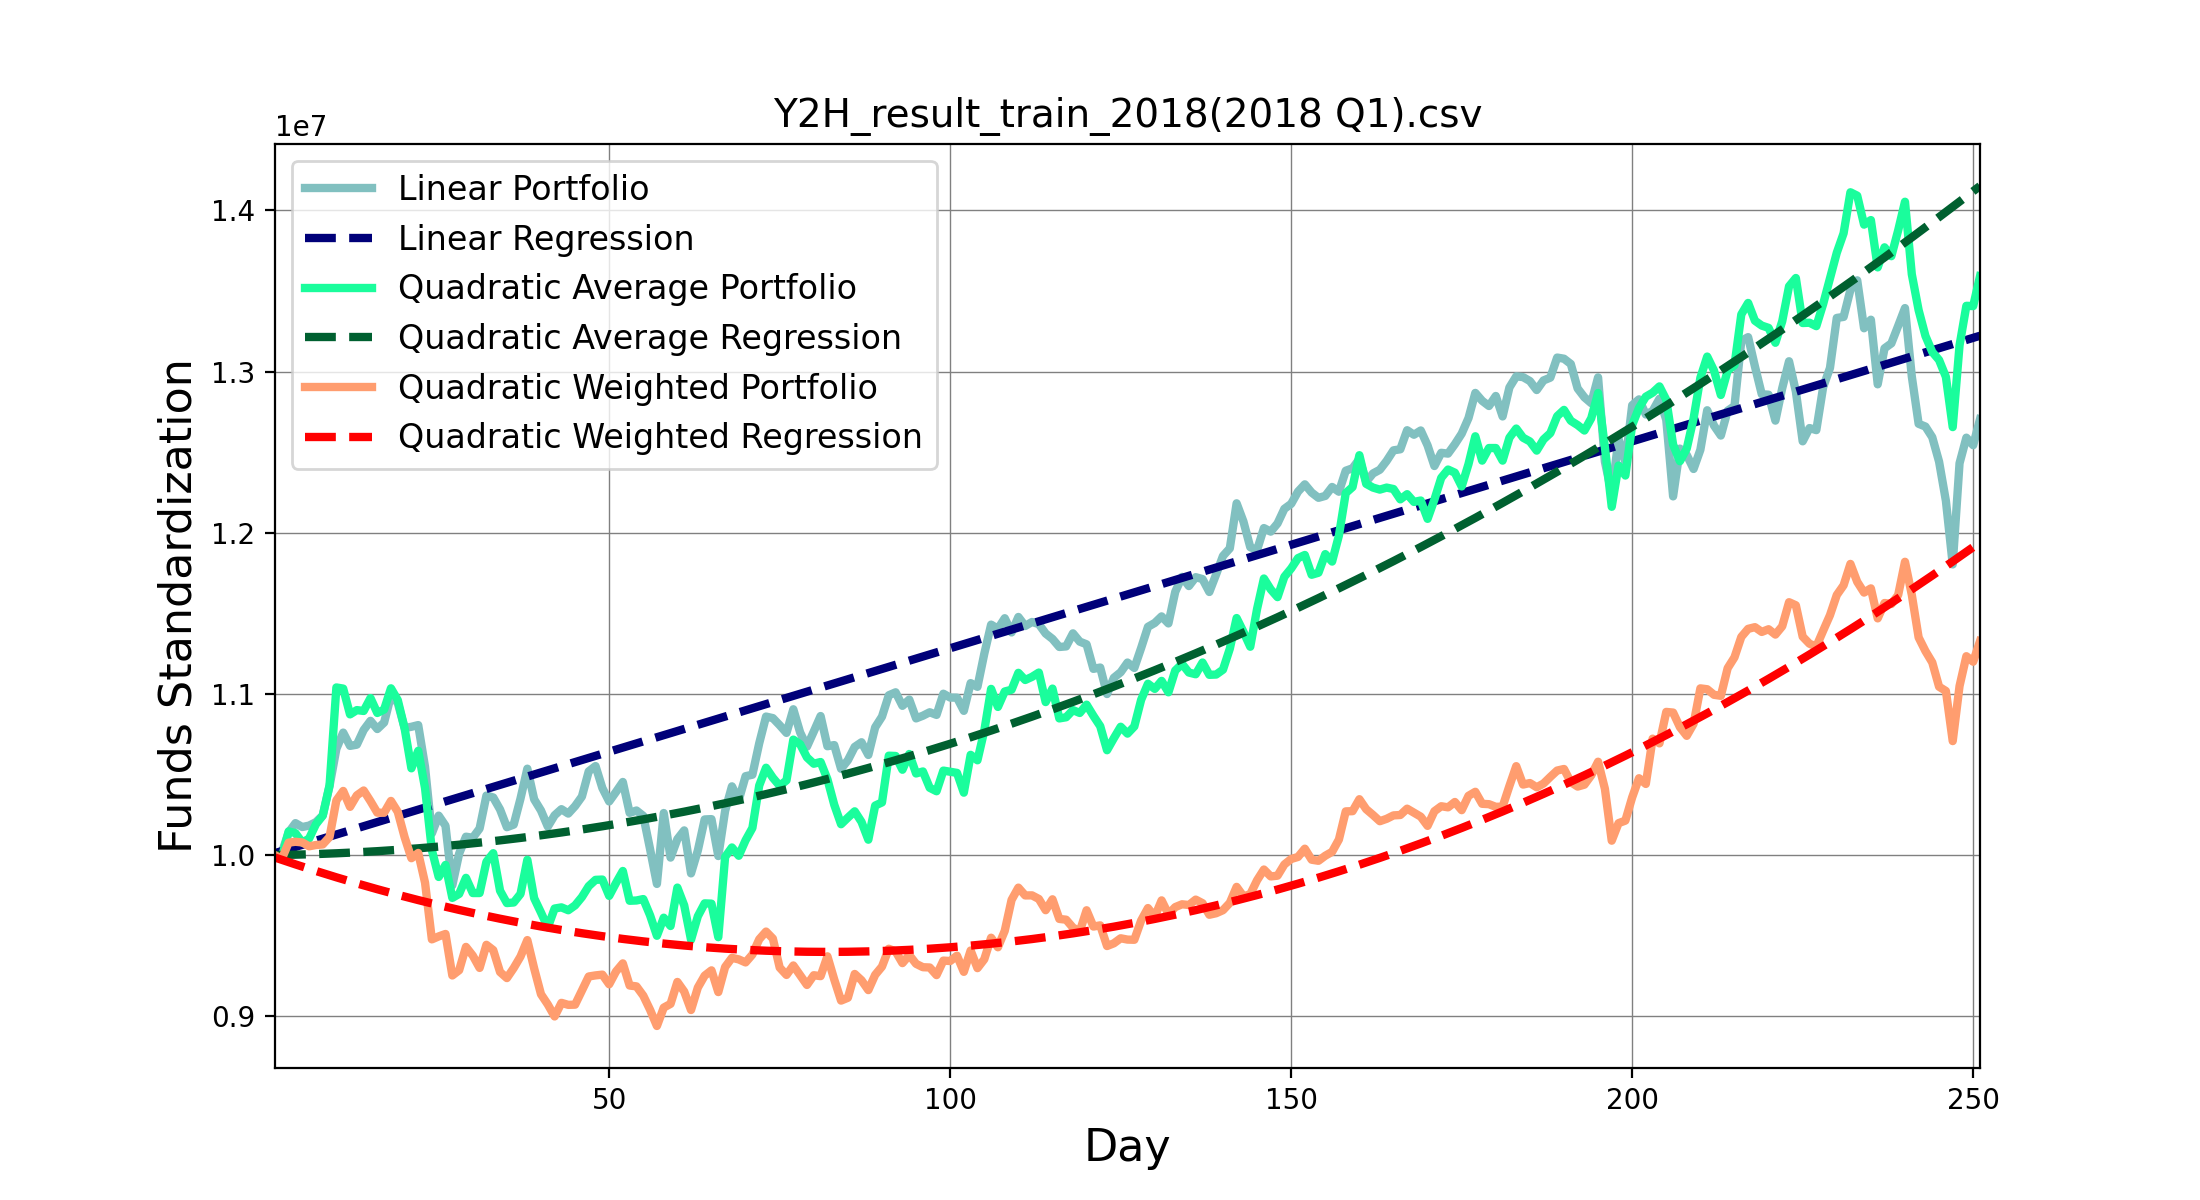 Y2H_result_train_2018(2018 Q1).csv
1e7
Linear Portfolio
Linear Regression
Quadratic Average Portfolio
Quadratic Average Regression
Quadratic Weighted Portfolio
Quadratic Weighted Regression
1.4
1.3
1.2
1.1
1.0
0.9
Funds Standardization
50 100 150 200 250
Day